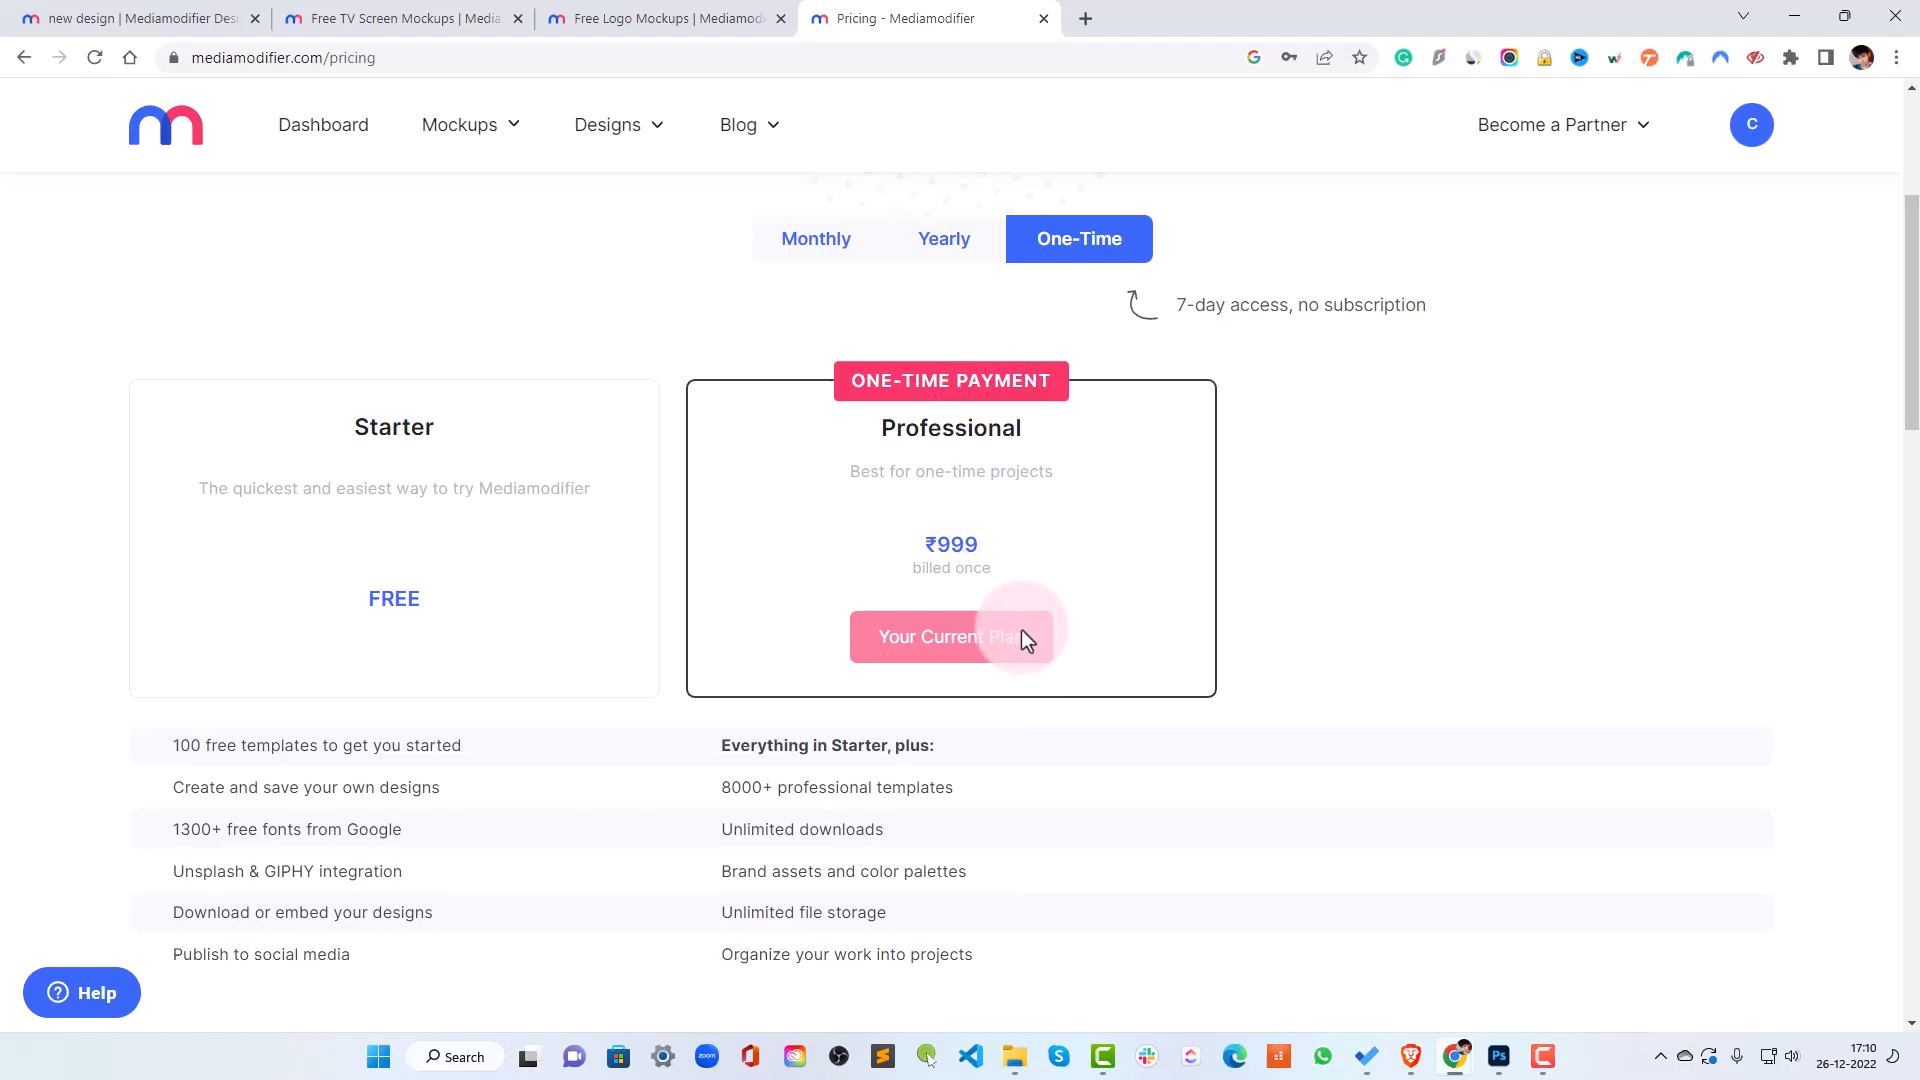 new design | Mediamodifier Des
Free TV Screen Mockups | Media
Free Logo Mockups | Mediamod
Pricing - Mediamodifier
mediamodifier.com/pricing
Dashboard
Mockups
Designs
Blog
Become a Partner
C
Monthly
Yearly
One-Time
7-day access, no subscription
ONE-TIME PAYMENT
Starter
The quickest and easiest way to try Mediamodifier
FREE
Professional
Best for one-time projects
₹999
billed once
Your Current Plan
100 free templates to get you started
Everything in Starter, plus:
Create and save your own designs
8000+ professional templates
1300+ free fonts from Google
Unlimited downloads
Unsplash & GIPHY integration
Brand assets and color palettes
Download or embed your designs
Unlimited file storage
Publish to social media
Organize your work into projects
Help
Search
zoom
Ps
17:10
26-12-2022